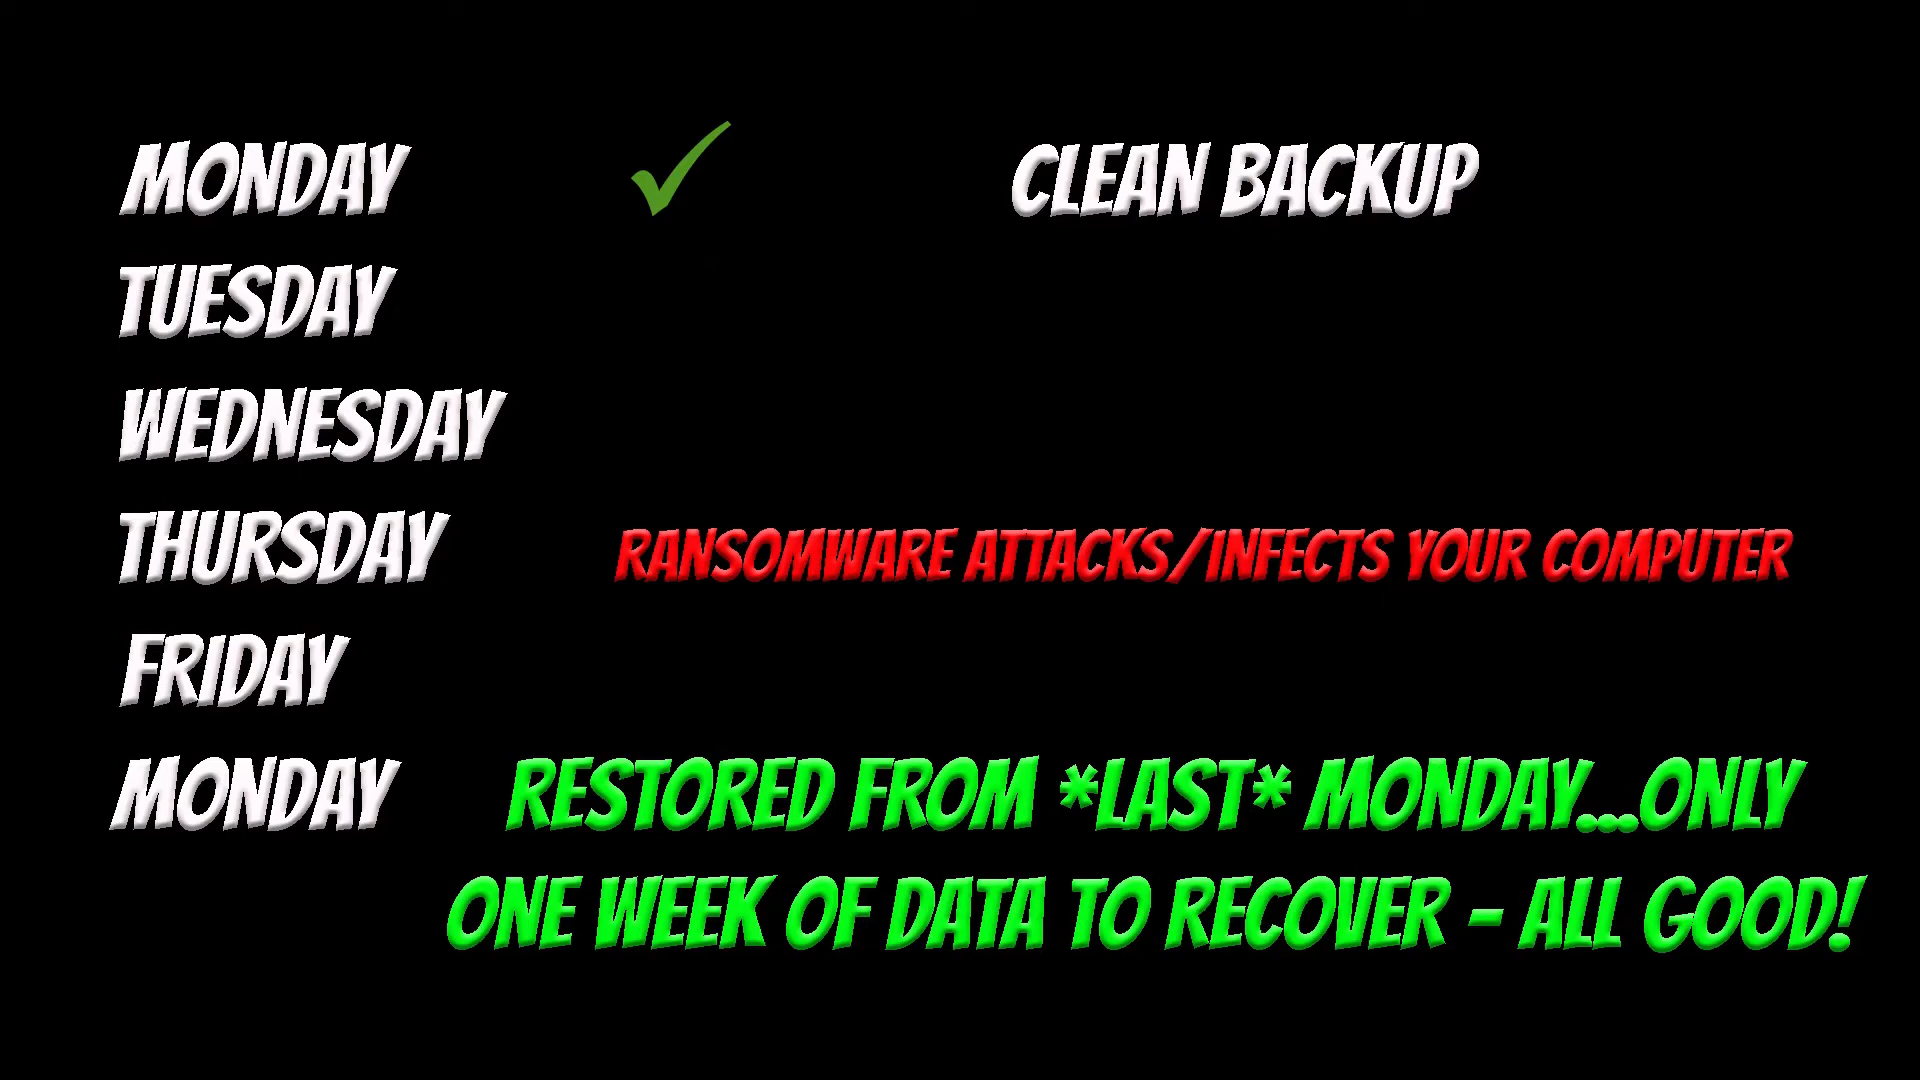 MONDAY ✓ CLEAN BACKUP
TUESDAY
WEDNESDAY
THURSDAY RANSOMWARE ATTACKS/INFECTS YOUR COMPUTER
FRIDAY
MONDAY RESTORED FROM *LAST* MONDAY...ONLY
ONE WEEK OF DATA TO RECOVER - ALL GOOD!